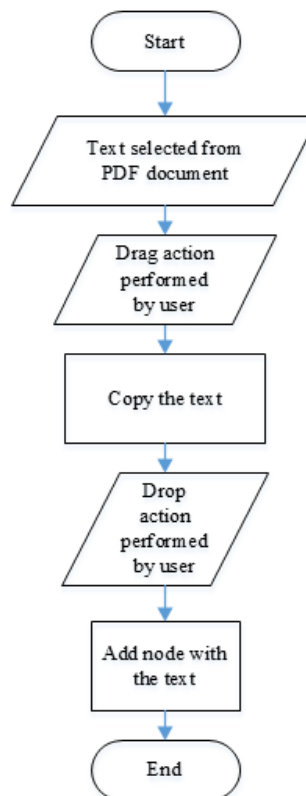 Start
Text selected from
PDF document
Drag action
performed
by user
Copy the text
Drop
action
performed
by user
Add node with
the text
End